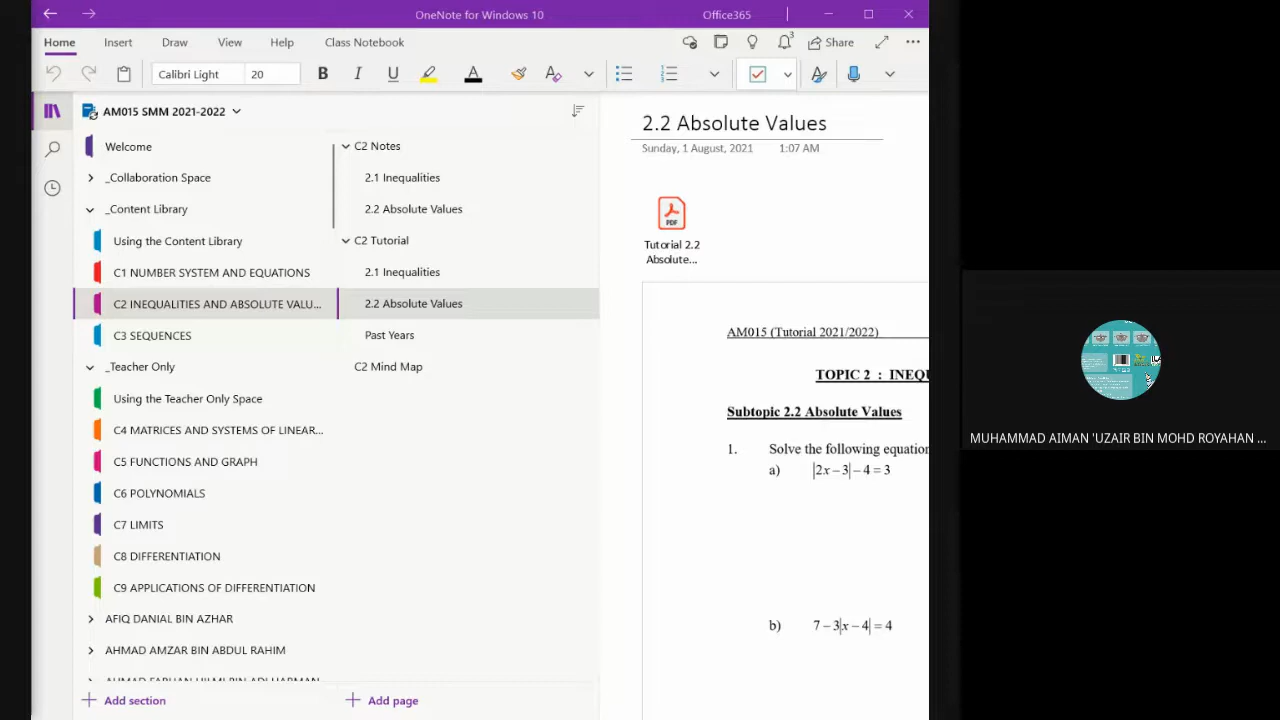 OneNote for Windows 10
Office365
Home
Insert
Draw
View
Help
Class Notebook
3
Share
Calibri Light
20
B
I
U
A
AM015 SMM 2021-2022
Welcome
_Collaboration Space
_Content Library
Using the Content Library
C1 NUMBER SYSTEM AND EQUATIONS
C2 INEQUALITIES AND ABSOLUTE VALU...
C3 SEQUENCES
_Teacher Only
Using the Teacher Only Space
C4 MATRICES AND SYSTEMS OF LINEAR...
C5 FUNCTIONS AND GRAPH
C6 POLYNOMIALS
C7 LIMITS
C8 DIFFERENTIATION
C9 APPLICATIONS OF DIFFERENTIATION
AFIQ DANIAL BIN AZHAR
AHMAD AMZAR BIN ABDUL RAHIM
Add section
C2 Notes
2.1 Inequalities
2.2 Absolute Values
C2 Tutorial
2.1 Inequalities
2.2 Absolute Values
Past Years
C2 Mind Map
Add page
2.2 Absolute Values
Sunday, 1 August, 2021 1:07 AM
PDF
Tutorial 2.2
Absolute...
AM015 (Tutorial 2021/2022)
TOPIC 2 : INEQU
Subtopic 2.2 Absolute Values
1. Solve the following equation
a) |2x – 3| – 4 = 3
b) 7 – 3|x – 4| = 4
MUHAMMAD AIMAN 'UZAIR BIN MOHD ROYAHAN ...